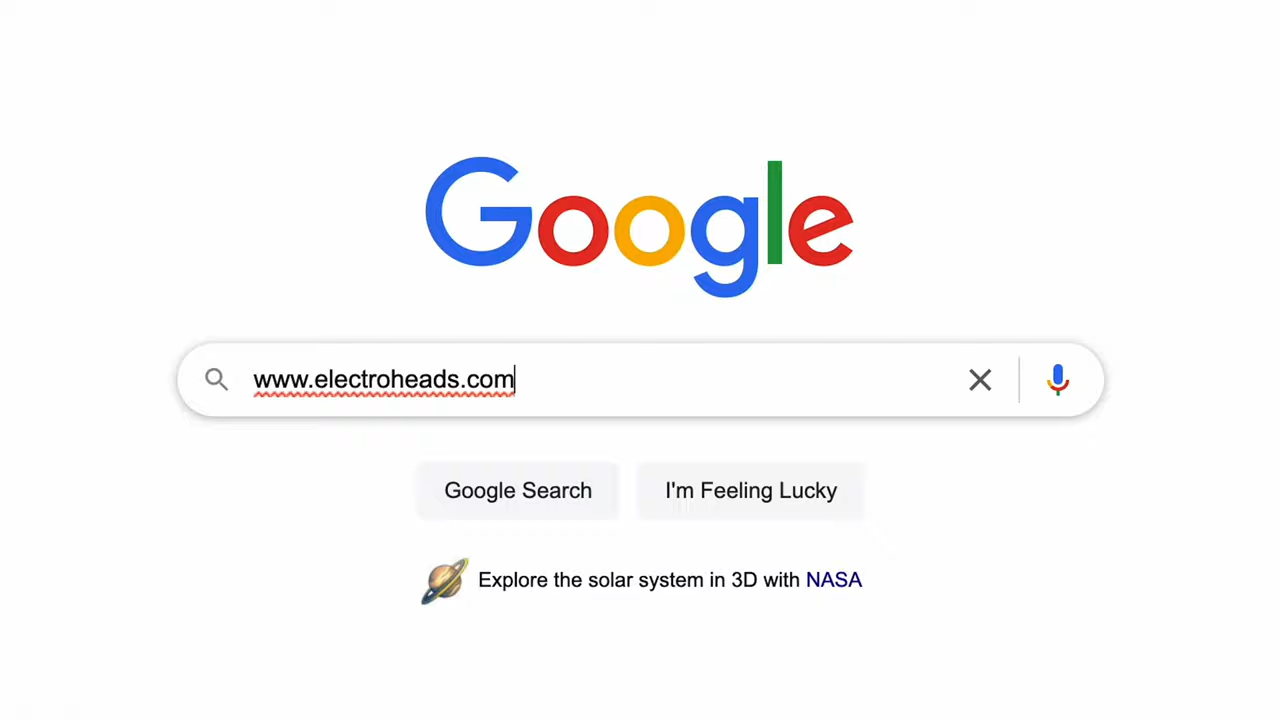 Google
www.electroheads.com
Google Search
I'm Feeling Lucky
Explore the solar system in 3D with NASA